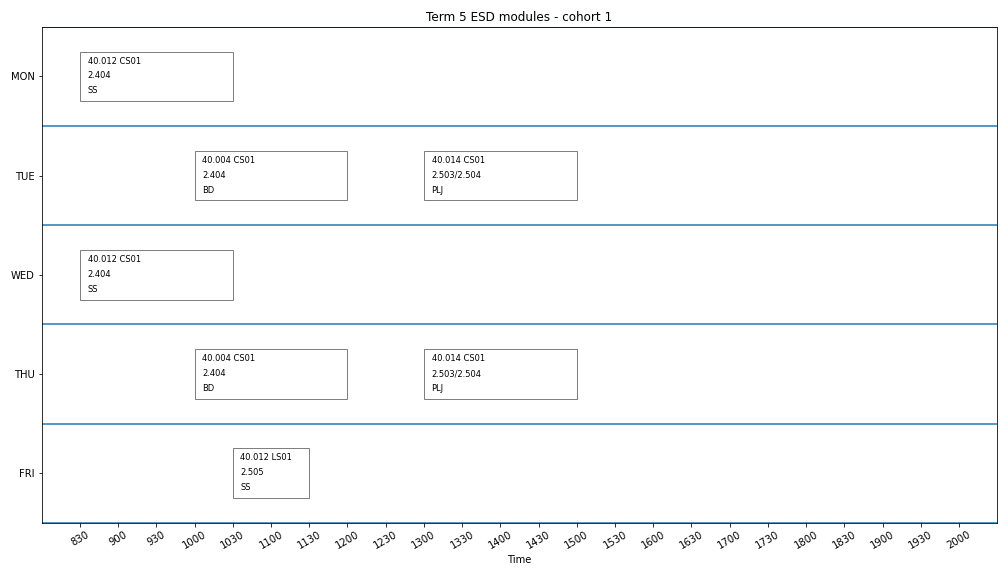 Term 5 ESD modules - cohort 1
MON
40.012 CS01
2.404
SS
TUE
40.004 CS01
2.404
BD
40.014 CS01
2.503/2.504
PLJ
WED
40.012 CS01
2.404
SS
THU
40.004 CS01
2.404
BD
40.014 CS01
2.503/2.504
PLJ
FRI
40.012 LS01
2.505
SS
830 900 930 1000 1030 1100 1130 1200 1230 1300 1330 1400 1430 1500 1530 1600 1630 1700 1730 1800 1830 1900 1930 2000
Time